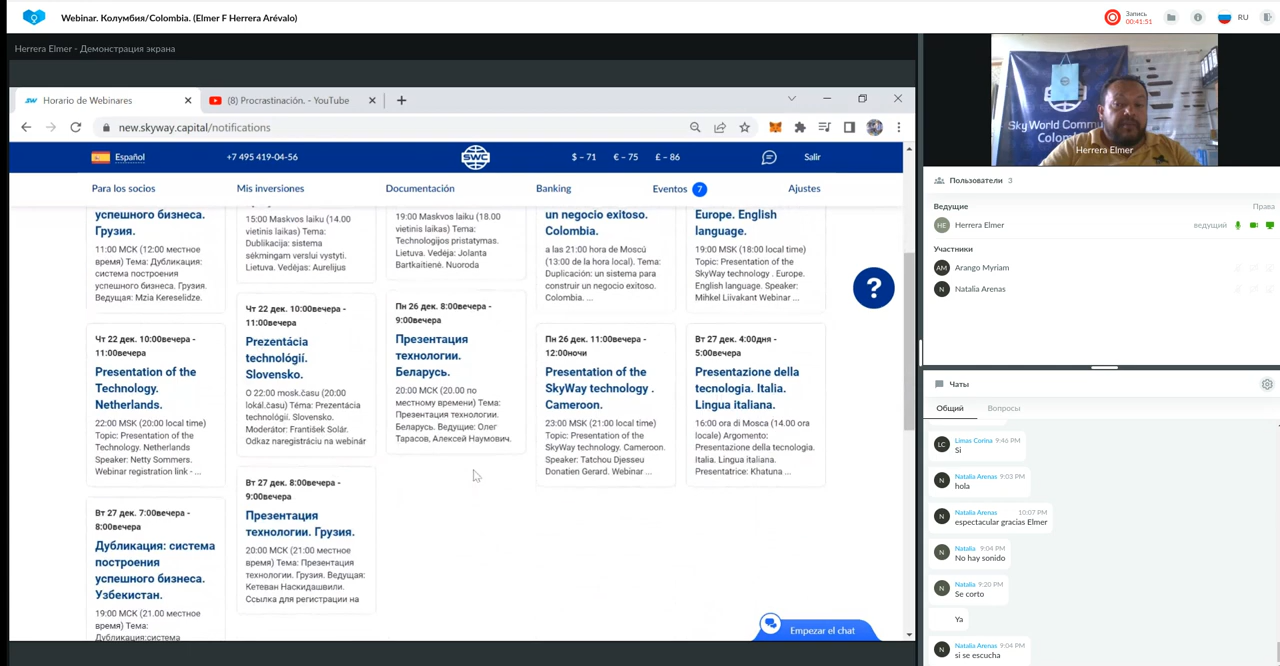 Webinar. Колумбия/Colombia. (Elmer F Herrera Arévalo)
Запись
00:41:51
RU
Herrera Elmer - Демонстрация экрана
Horario de Webinares
(8) Procrastinación. - YouTube
new.skyway.capital/notifications
Español
+7 495 419-04-56
SWC
$ – 71
€ – 75
£ – 86
Salir
Para los socios
Mis inversiones
Documentación
Banking
Eventos 7
Ajustes
успешного бизнеса.
Грузия.
11:00 МСК (12:00 местное
время) Тема: Дубликация:
система построения
успешного бизнеса. Грузия.
Ведущая: Mzia Kereselidze.
15:00 Maskvos laiku (14.00
vietinis laikas) Tema:
Dublikacija: sistema
sėkmingam verslui vystyti.
Lietuva. Vedėjas: Aurelijus
19:00 Maskvos laiku (18.00
vietinis laikas) Tema:
Technologijos pristatymas.
Lietuva. Vedėja: Jolanta
Bartkaitienė. Nuoroda
un negocio exitoso.
Colombia.
a las 21:00 hora de Moscú
(13:00 de la hora local). Tema:
Duplicación: un sistema para
construir un negocio exitoso.
Colombia. ...
Europe. English
language.
19:00 MSK (18:00 local time)
Topic: Presentation of the
SkyWay technology . Europe.
English language. Speaker:
Mihkel Liivakant Webinar ...
?
Чт 22 дек. 10:00вечера -
11:00вечера
Presentation of the
Technology.
Netherlands.
22:00 MSK (20:00 local time)
Topic: Presentation of the
Technology. Netherlands
Speaker: Netty Sommers.
Webinar registration link - ...
Чт 22 дек. 10:00вечера -
11:00вечера
Prezentácia
technológií.
Slovensko.
O 22:00 mosk.času (20:00
lokál.času) Téma: Prezentácia
technológií. Slovensko.
Moderátor: František Solár.
Odkaz naregistráciu na webinár
Пн 26 дек. 8:00вечера -
9:00вечера
Презентация
технологии.
Беларусь.
20:00 МСК (20.00 по
местному времени) Тема:
Презентация технологии.
Беларусь. Ведущие: Олег
Тарасов, Алексей Наумович.
Пн 26 дек. 11:00вечера -
12:00ночи
Presentation of the
SkyWay technology .
Cameroon.
23:00 MSK (21:00 local time)
Topic: Presentation of the
SkyWay technology. Cameroon.
Speaker: Tatchou Djesseu
Donatien Gerard. Webinar ...
Вт 27 дек. 4:00дня -
5:00вечера
Presentazione della
tecnologia. Italia.
Lingua italiana.
16:00 ora di Mosca (14.00 ora
locale) Argomento:
Presentazione della tecnologia.
Italia. Lingua italiana.
Presentatrice: Khatuna ...
Вт 27 дек. 7:00вечера -
8:00вечера
Дубликация: система
построения
успешного бизнеса.
Узбекистан.
19:00 МСК (21.00 местное
время) Тема:
Дубликация:система
Вт 27 дек. 8:00вечера -
9:00вечера
Презентация
технологии. Грузия.
20:00 МСК (21:00 местное
время) Тема: Презентация
технологии. Грузия. Ведущая:
Кетеван Наскидашвили.
Ссылка для регистрации на
Empezar el chat
SkyWorld Commu
Colom
Herrera Elmer
Пользователи 3
Ведущие
Права
HE
Herrera Elmer
ведущий
Участники
AM
Arango Myriam
N
Natalia Arenas
Чаты
Общий
Вопросы
LC
Limas Corina 9:46 PM
Si
N
Natalia Arenas 9:03 PM
hola
N
Natalia Arenas 10:07 PM
espectacular gracias Elmer
N
Natalia 9:04 PM
No hay sonido
N
Natalia 9:20 PM
Se corto
Ya
N
Natalia Arenas 9:04 PM
si se escucha